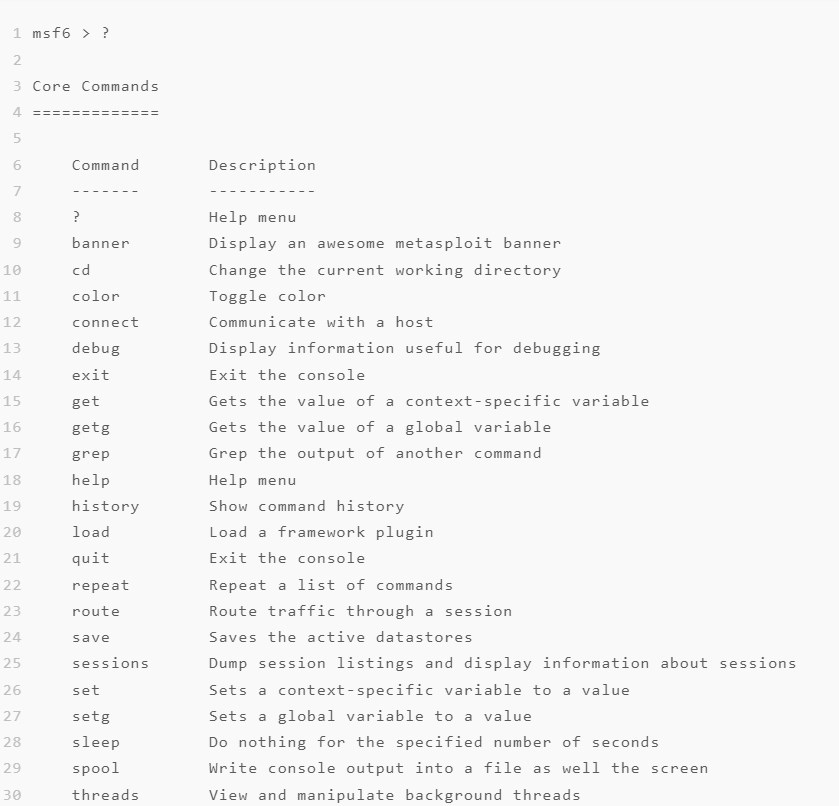 1 msf6 > ?
2
3 Core Commands
4 =============
5
6     Command       Description
7     -------       -----------
8     ?             Help menu
9     banner        Display an awesome metasploit banner
10     cd            Change the current working directory
11     color         Toggle color
12     connect       Communicate with a host
13     debug         Display information useful for debugging
14     exit          Exit the console
15     get           Gets the value of a context-specific variable
16     getg          Gets the value of a global variable
17     grep          Grep the output of another command
18     help          Help menu
19     history       Show command history
20     load          Load a framework plugin
21     quit          Exit the console
22     repeat        Repeat a list of commands
23     route         Route traffic through a session
24     save          Saves the active datastores
25     sessions      Dump session listings and display information about sessions
26     set           Sets a context-specific variable to a value
27     setg          Sets a global variable to a value
28     sleep         Do nothing for the specified number of seconds
29     spool         Write console output into a file as well the screen
30     threads       View and manipulate background threads